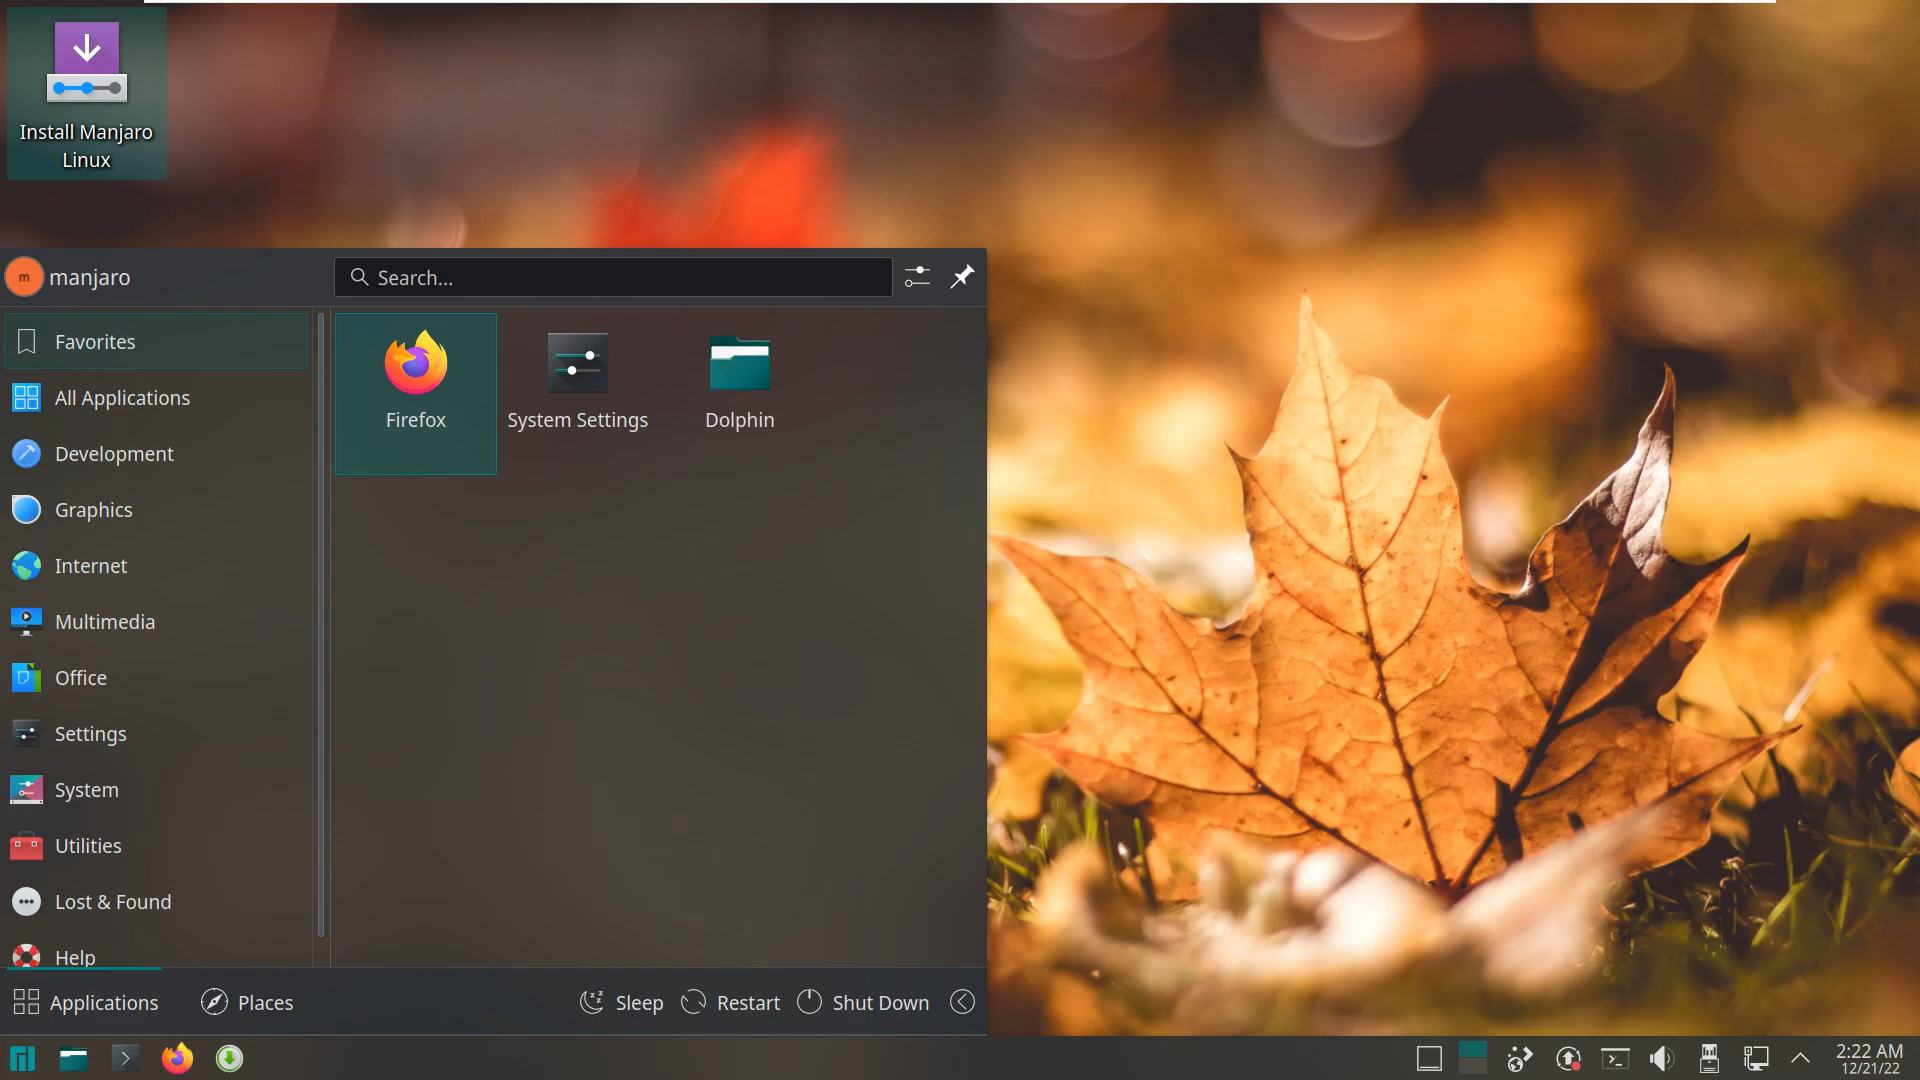 Install Manjaro
Linux
m
manjaro
Search...
Favorites
All Applications
Development
Graphics
Internet
Multimedia
Office
Settings
System
Utilities
Lost & Found
Help
Firefox
System Settings
Dolphin
Applications
Places
Sleep
Restart
Shut Down
2:22 AM
12/21/22